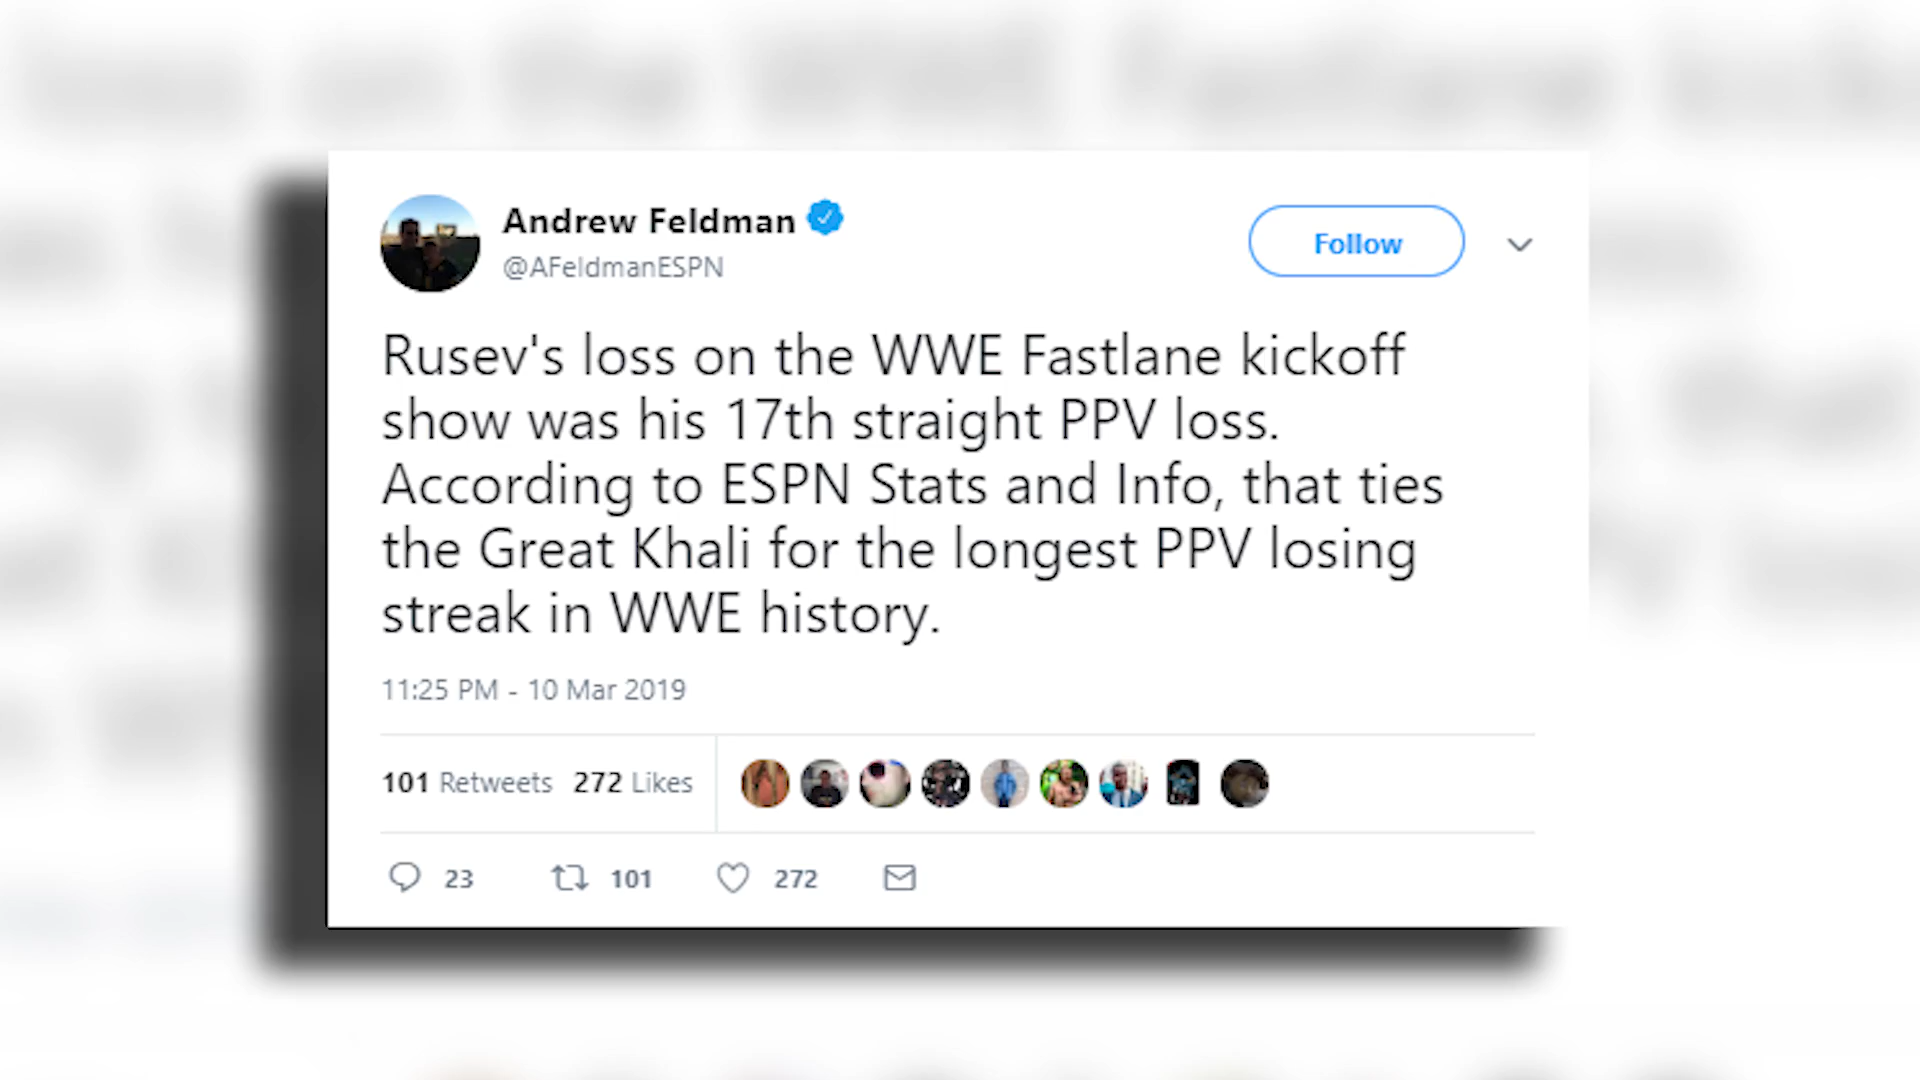 Andrew Feldman
@AFeldmanESPN
Follow
Rusev's loss on the WWE Fastlane kickoff
show was his 17th straight PPV loss.
According to ESPN Stats and Info, that ties
the Great Khali for the longest PPV losing
streak in WWE history.
11:25 PM - 10 Mar 2019
101 Retweets 272 Likes
23 101 272